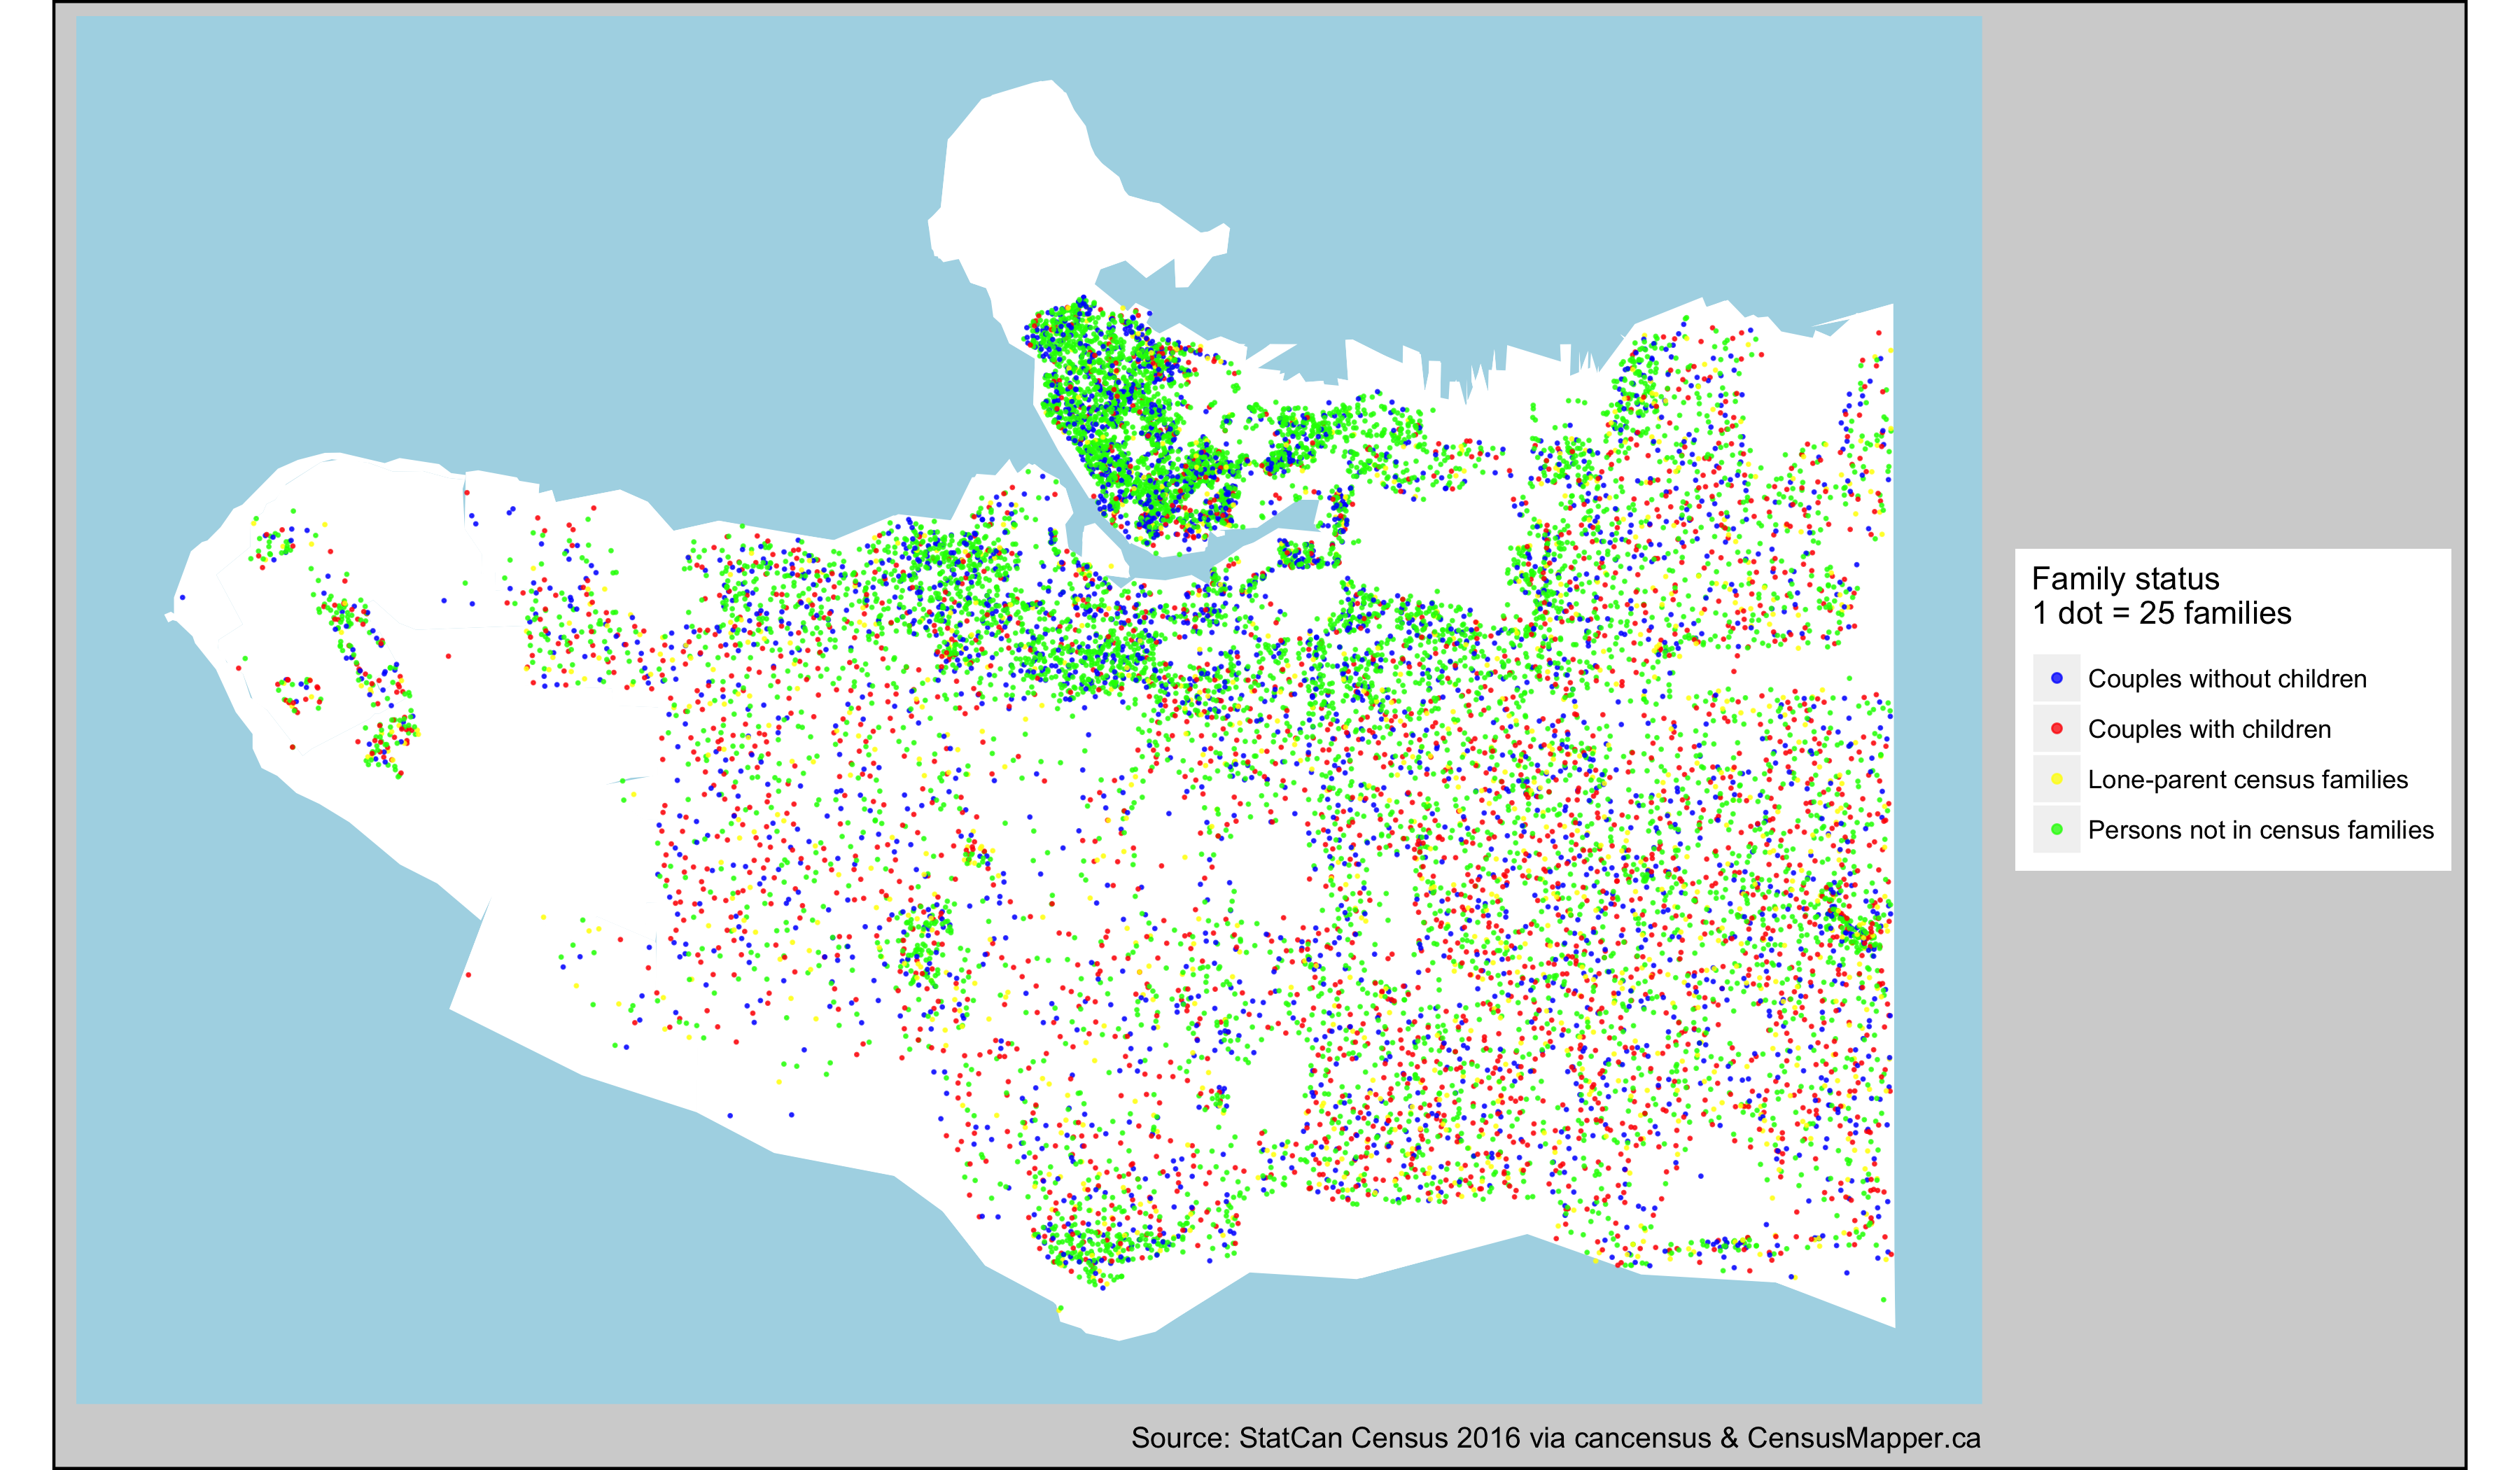 Family status
1 dot = 25 families
Couples without children
Couples with children
Lone-parent census families
Persons not in census families
Source: StatCan Census 2016 via cancensus & CensusMapper.ca